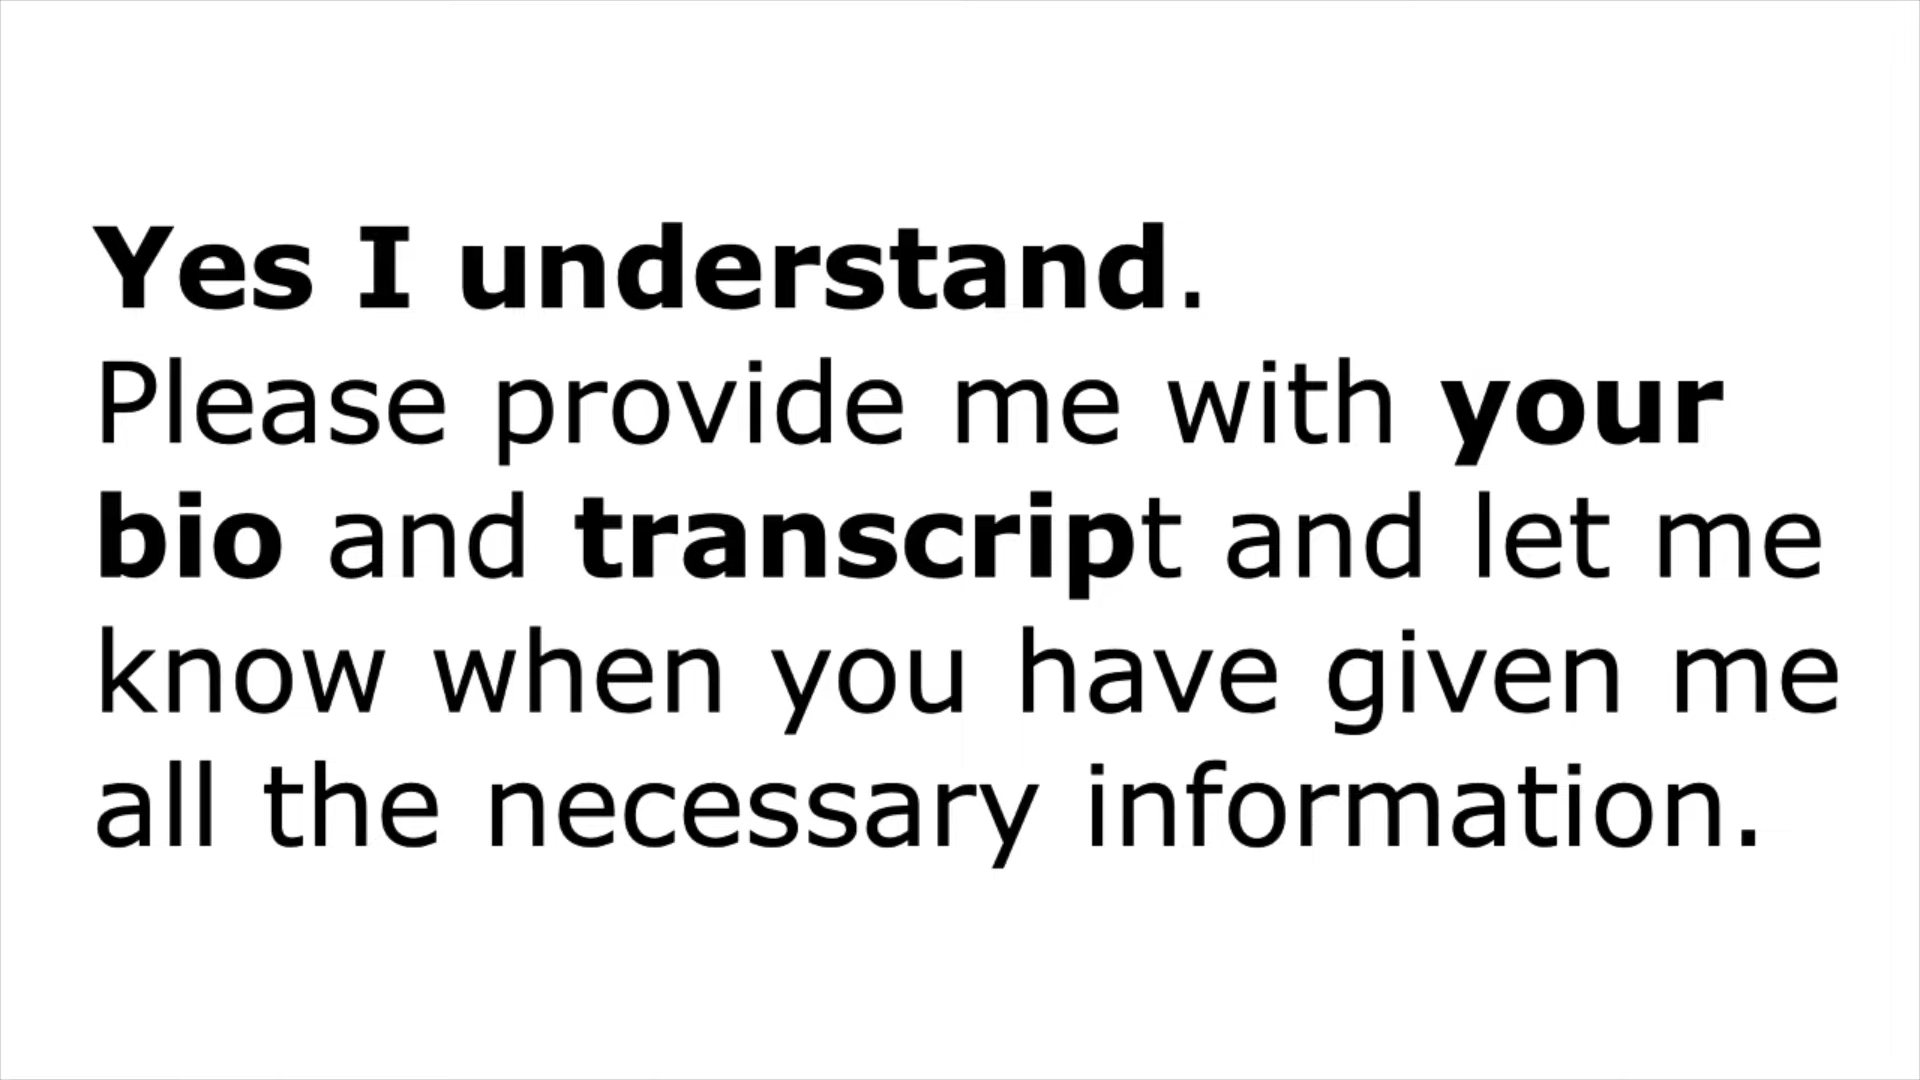 Yes I understand.
Please provide me with your
bio and transcript and let me
know when you have given me
all the necessary information.